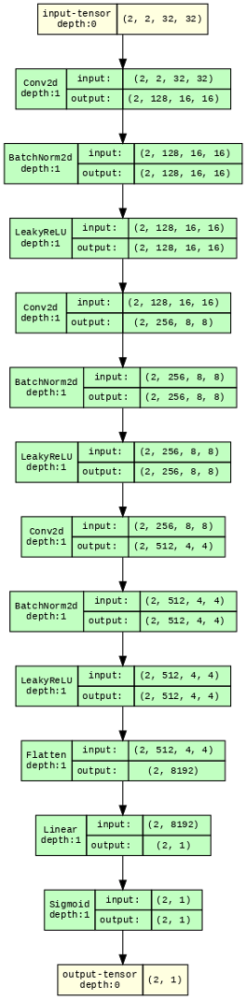 input-tensor
depth:0
(2, 2, 32, 32)
Conv2d
depth:1
input:
(2, 2, 32, 32)
output:
(2, 128, 16, 16)
BatchNorm2d
depth:1
input:
(2, 128, 16, 16)
output:
(2, 128, 16, 16)
LeakyReLU
depth:1
input:
(2, 128, 16, 16)
output:
(2, 128, 16, 16)
Conv2d
depth:1
input:
(2, 128, 16, 16)
output:
(2, 256, 8, 8)
BatchNorm2d
depth:1
input:
(2, 256, 8, 8)
output:
(2, 256, 8, 8)
LeakyReLU
depth:1
input:
(2, 256, 8, 8)
output:
(2, 256, 8, 8)
Conv2d
depth:1
input:
(2, 256, 8, 8)
output:
(2, 512, 4, 4)
BatchNorm2d
depth:1
input:
(2, 512, 4, 4)
output:
(2, 512, 4, 4)
LeakyReLU
depth:1
input:
(2, 512, 4, 4)
output:
(2, 512, 4, 4)
Flatten
depth:1
input:
(2, 512, 4, 4)
output:
(2, 8192)
Linear
depth:1
input:
(2, 8192)
output:
(2, 1)
Sigmoid
depth:1
input:
(2, 1)
output:
(2, 1)
output-tensor
depth:0
(2, 1)